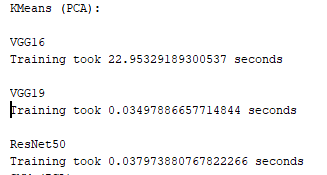 KMeans (PCA):
VGG16
Training took 22.95329189300537 seconds
VGG19
Training took 0.03497886657714844 seconds
ResNet50
Training took 0.037973880767822266 seconds